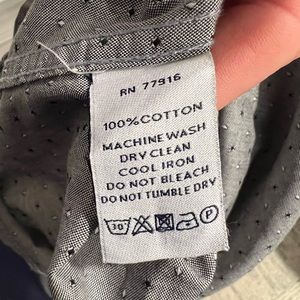 RN 77916
100%COTTON
MACHINE WASH
DRY CLEAN
COOL IRON
DO NOT BLEACH
DO NOT TUMBLE DRY
30° P